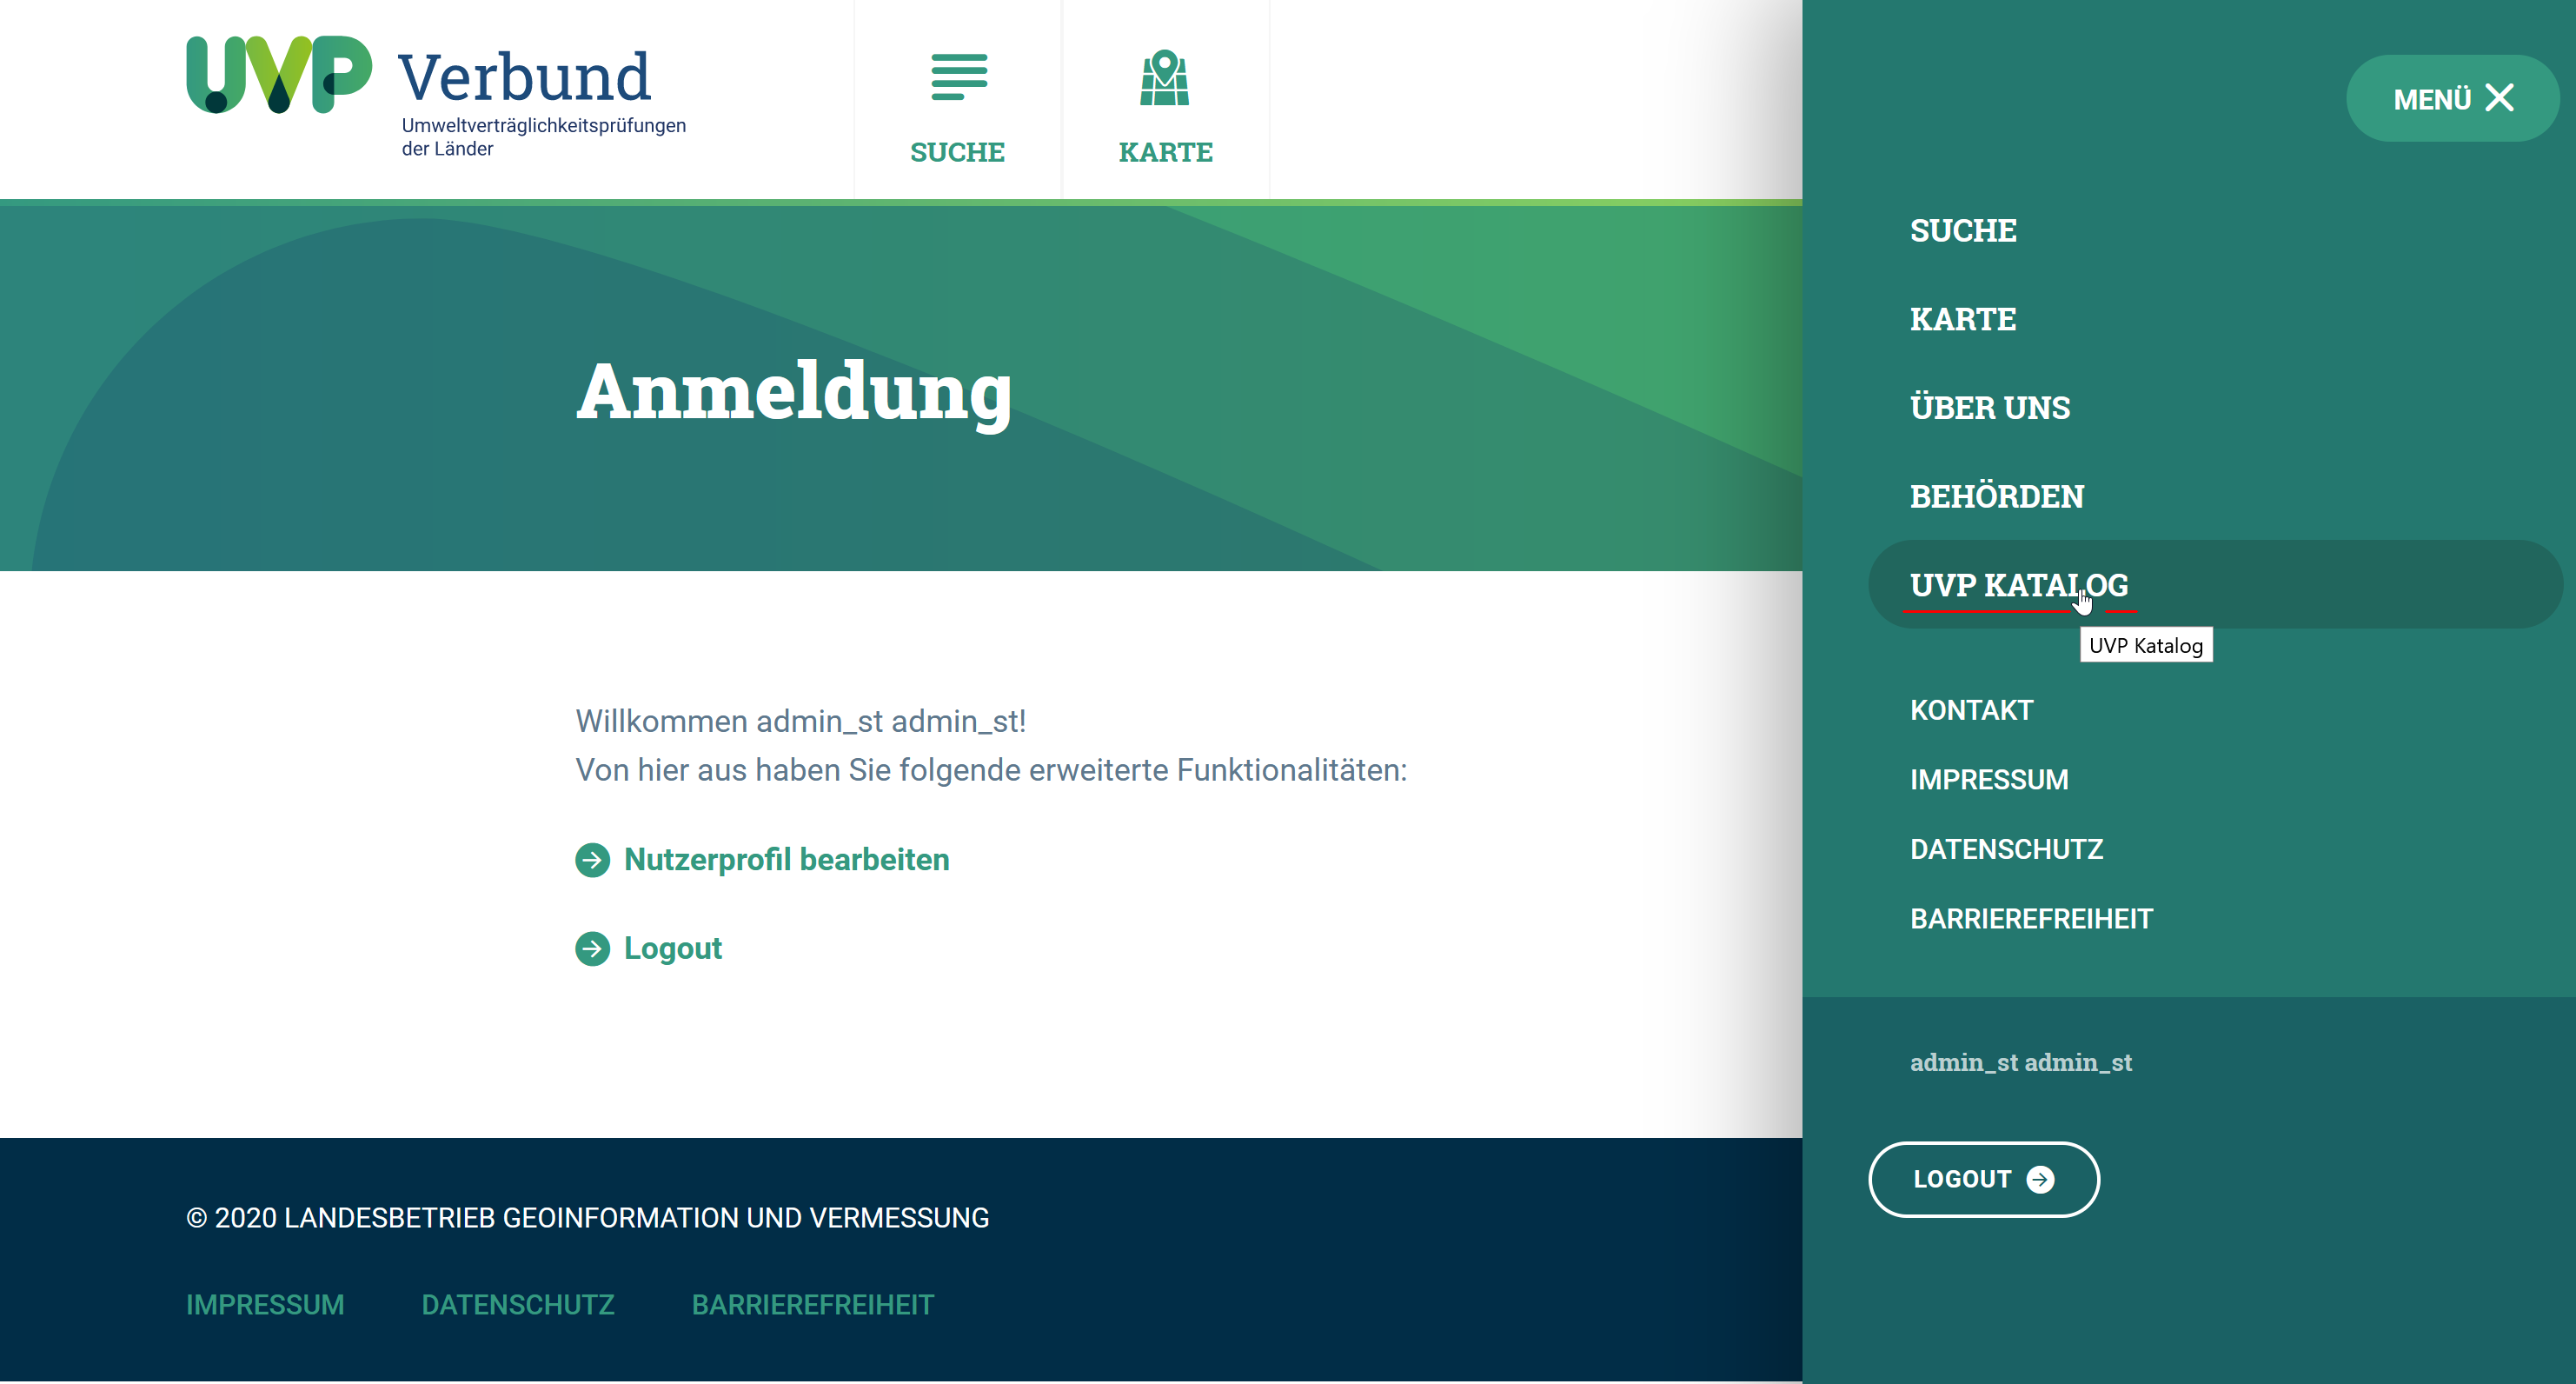 UVP Verbund
Umweltverträglichkeitsprüfungen
der Länder
SUCHE
KARTE
Anmeldung
Willkommen admin_st admin_st!
Von hier aus haben Sie folgende erweiterte Funktionalitäten:
Nutzerprofil bearbeiten
Logout
© 2020 LANDESBETRIEB GEOINFORMATION UND VERMESSUNG
IMPRESSUM DATENSCHUTZ BARRIEREFREIHEIT
MENÜ
SUCHE
KARTE
ÜBER UNS
BEHÖRDEN
UVP KATALOG
UVP Katalog
KONTAKT
IMPRESSUM
DATENSCHUTZ
BARRIEREFREIHEIT
admin_st admin_st
LOGOUT